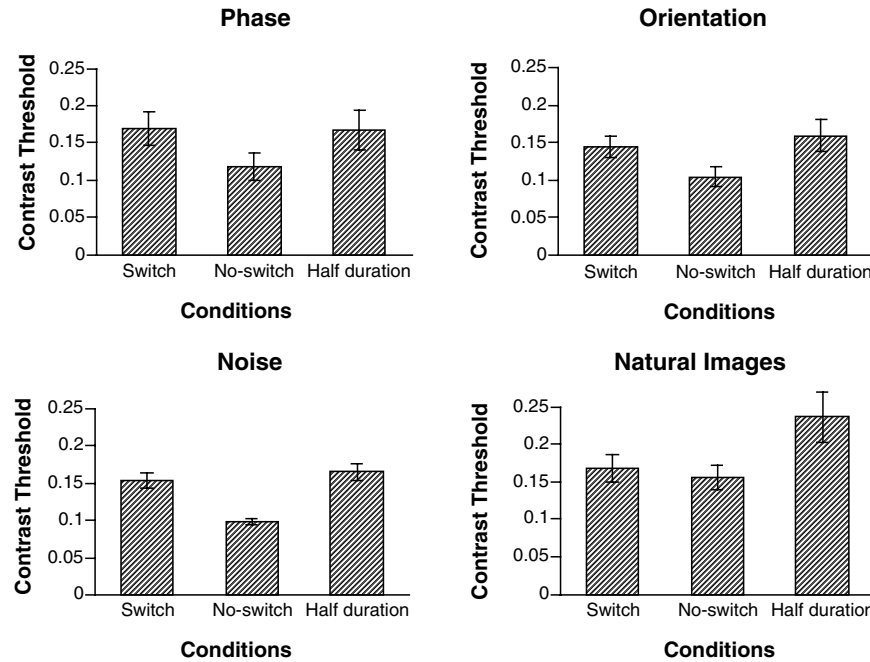 Phase
Contrast Threshold
0.25
0.2
0.15
0.1
0.05
0
Switch No-switch Half duration
Conditions
Orientation
Contrast Threshold
0.25
0.2
0.15
0.1
0.05
0
Switch No-switch Half duration
Conditions
Noise
Contrast Threshold
0.25
0.2
0.15
0.1
0.05
0
Switch No-switch Half duration
Conditions
Natural Images
Contrast Threshold
0.25
0.2
0.15
0.1
0.05
0
Switch No-switch Half duration
Conditions